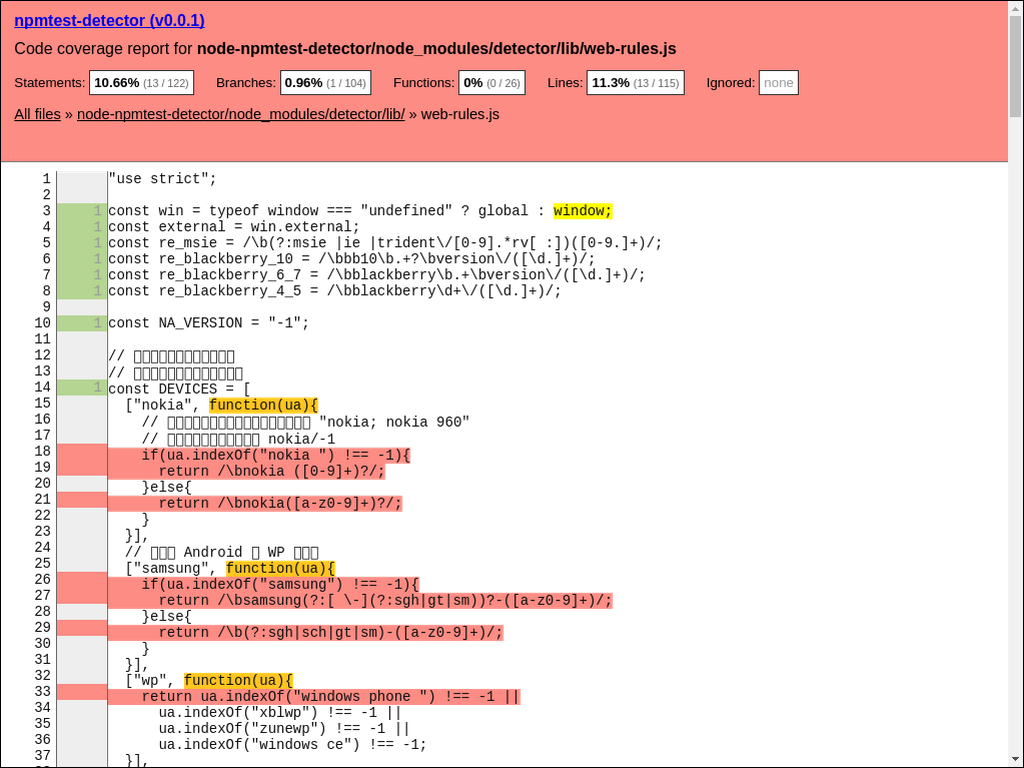 npmtest-detector (v0.0.1)
Code coverage report for node-npmtest-detector/node_modules/detector/lib/web-rules.js
Statements: 10.66% (13 / 122) Branches: 0.96% (1 / 104) Functions: 0% (0 / 26) Lines: 11.3% (13 / 115) Ignored: none
All files » node-npmtest-detector/node_modules/detector/lib/ » web-rules.js
1 "use strict";
2
3 1 const win = typeof window === "undefined" ? global : window;
4 1 const external = win.external;
5 1 const re_msie = /\b(?:msie |ie |trident\/[0-9].*rv[ :])([0-9.]+)/;
6 1 const re_blackberry_10 = /\bbb10\b.+?\bversion\/([\d.]+)/;
7 1 const re_blackberry_6_7 = /\bblackberry\b.+\bversion\/([\d.]+)/;
8 1 const re_blackberry_4_5 = /\bblackberry\d+\/([\d.]+)/;
9
10 1 const NA_VERSION = "-1";
11
12 //
13 //
14 1 const DEVICES = [
15 ["nokia", function(ua){
16 // "nokia; nokia 960"
17 // nokia/-1
18 if(ua.indexOf("nokia ") !== -1){
19 return /\bnokia ([0-9]+)?/;
20 }else{
21 return /\bnokia([a-z0-9]+)?/;
22 }
23 }],
24 // Android WP
25 ["samsung", function(ua){
26 if(ua.indexOf("samsung") !== -1){
27 return /\bsamsung(?:[ \-](?:sgh|gt|sm))?-([a-z0-9]+)/;
28 }else{
29 return /\b(?:sgh|sch|gt|sm)-([a-z0-9]+)/;
30 }
31 }],
32 ["wp", function(ua){
33 return ua.indexOf("windows phone ") !== -1 ||
34 ua.indexOf("xblwp") !== -1 ||
35 ua.indexOf("zunewp") !== -1 ||
36 ua.indexOf("windows ce") !== -1;
37 }],